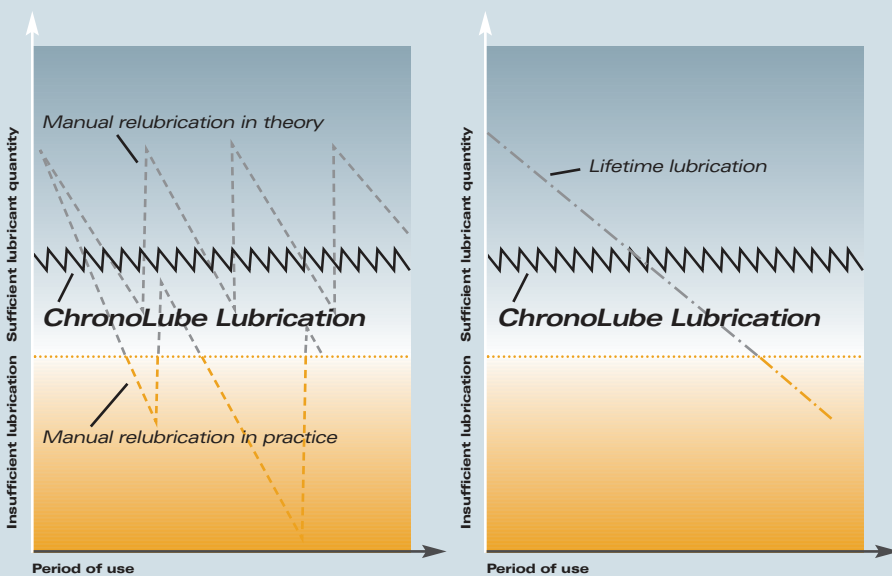 Sufficient lubricant quantity
Insufficient lubrication
Manual relubrication in theory
ChronoLube Lubrication
Manual relubrication in practice
Period of use
Sufficient lubricant quantity
Insufficient lubrication
Lifetime lubrication
ChronoLube Lubrication
Period of use